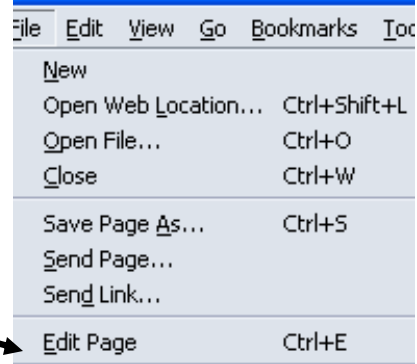 File Edit View Go Bookmarks
New
Open Web Location... Ctrl+Shift+L
Open File... Ctrl+O
Close Ctrl+W
Save Page As... Ctrl+S
Send Page...
Send Link...
Edit Page Ctrl+E